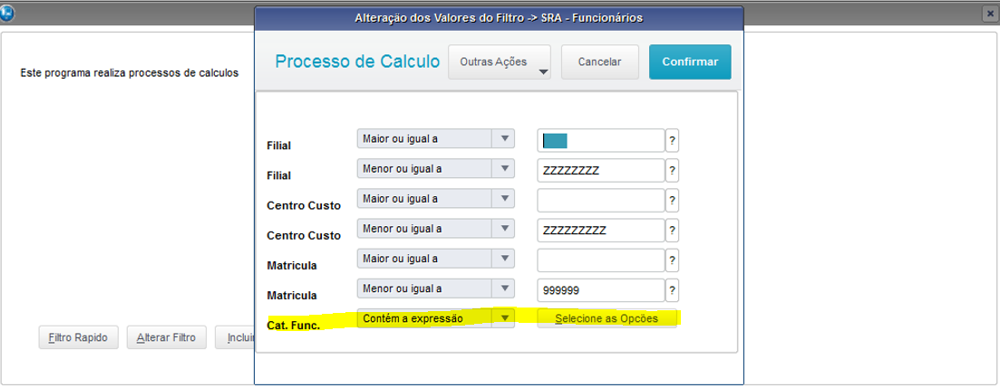 Alteração dos Valores do Filtro -> SRA - Funcionários
Processo de Calculo Outras Ações Cancelar Confirmar
Este programa realiza processos de calculos
Filial Maior ou igual a ?
Filial Menor ou igual a ZZZZZZZZ ?
Centro Custo Maior ou igual a ?
Centro Custo Menor ou igual a ZZZZZZZZZ ?
Matricula Maior ou igual a ?
Matricula Menor ou igual a 999999 ?
Cat. Func. Contém a expressão Selecione as Opcões
Filtro Rapido Alterar Filtro Incluir